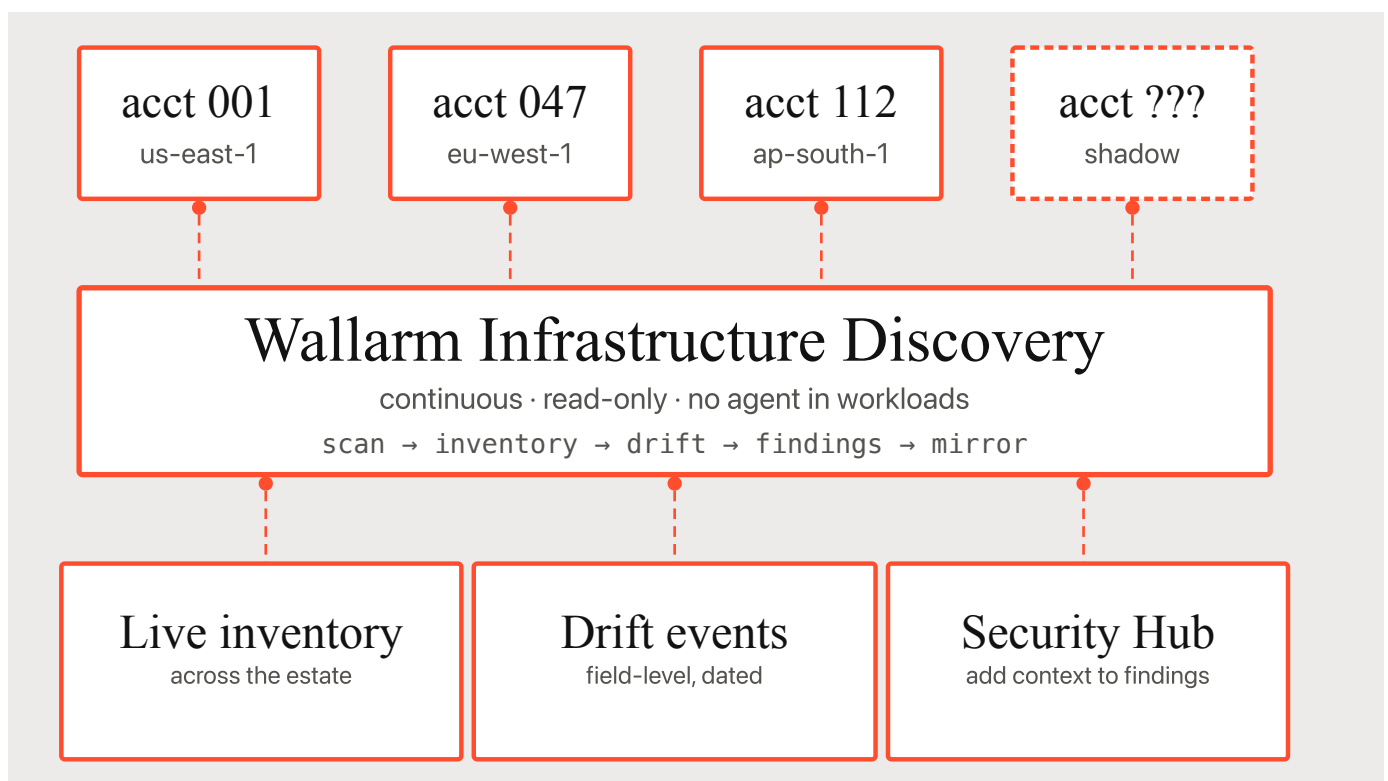 acct 001
us-east-1
acct 047
eu-west-1
acct 112
ap-south-1
acct ???
shadow
Wallarm Infrastructure Discovery
continuous · read-only · no agent in workloads
scan → inventory → drift → findings → mirror
Live inventory
across the estate
Drift events
field-level, dated
Security Hub
add context to findings